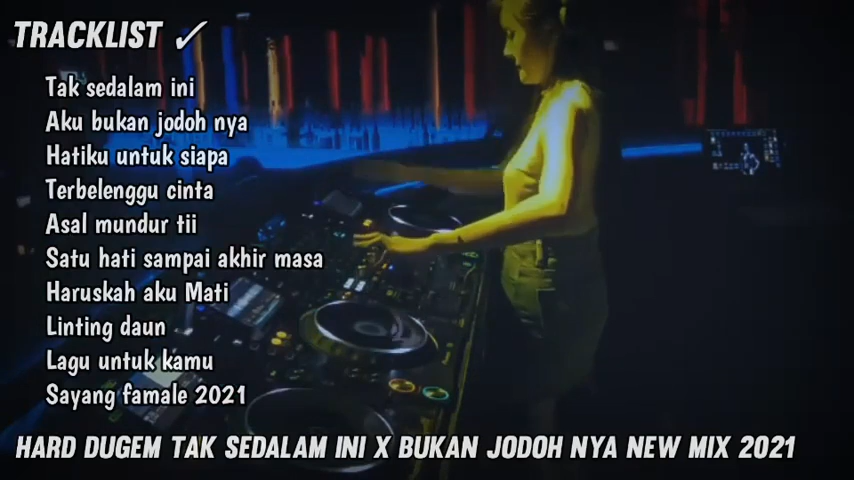 TRACKLIST ✓
Tak sedalam ini
Aku bukan jodoh nya
Hatiku untuk siapa
Terbelenggu cinta
Asal mundur tii
Satu hati sampai akhir masa
Haruskah aku Mati
Linting daun
Lagu untuk kamu
Sayang famale 2021
HARD DUGEM TAK SEDALAM INI X BUKAN JODOH NYA NEW MIX 2021